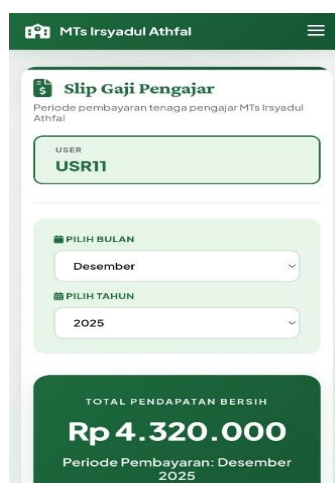 MTs Irsyadul Athfal
Slip Gaji Pengajar
Periode pembayaran tenaga pengajar MTs Irsyadul
Athfal
USER
USR11
PILIH BULAN
Desember
PILIH TAHUN
2025
TOTAL PENDAPATAN BERSIH
Rp 4.320.000
Periode Pembayaran: Desember
2025